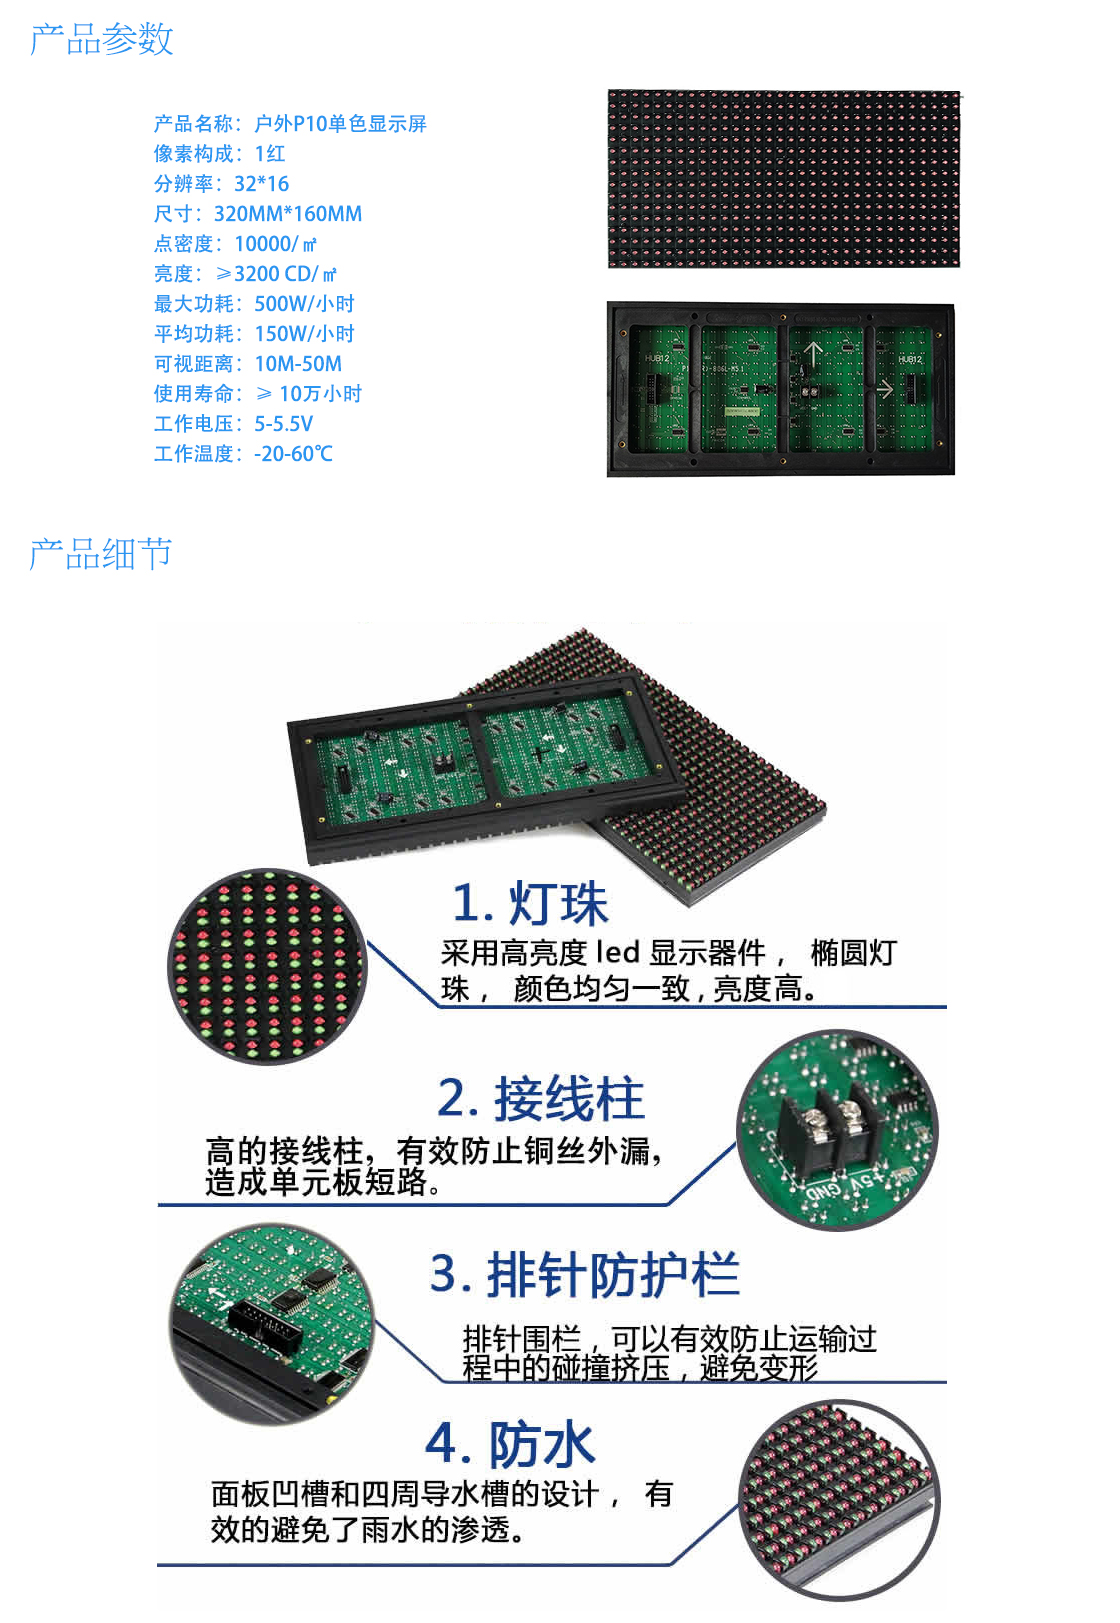 产品参数
产品名称：户外P10单色显示屏
像素构成：1红
分辨率：32*16
尺寸：320MM*160MM
点密度：10000/㎡
亮度：≥3200 CD/㎡
最大功耗：500W/小时
平均功耗：150W/小时
可视距离：10M-50M
使用寿命：≥ 10万小时
工作电压：5-5.5V
工作温度：-20-60℃
HUB12
HUB12
产品细节
1. 灯珠
采用高亮度 led 显示器件， 椭圆灯
珠， 颜色均匀一致,亮度高。
2. 接线柱
高的接线柱，有效防止铜丝外漏，
造成单元板短路。
+5V GND
3. 排针防护栏
排针围栏，可以有效防止运输过
程中的碰撞挤压，避免变形
4. 防水
面板凹槽和四周导水槽的设计， 有
效的避免了雨水的渗透。